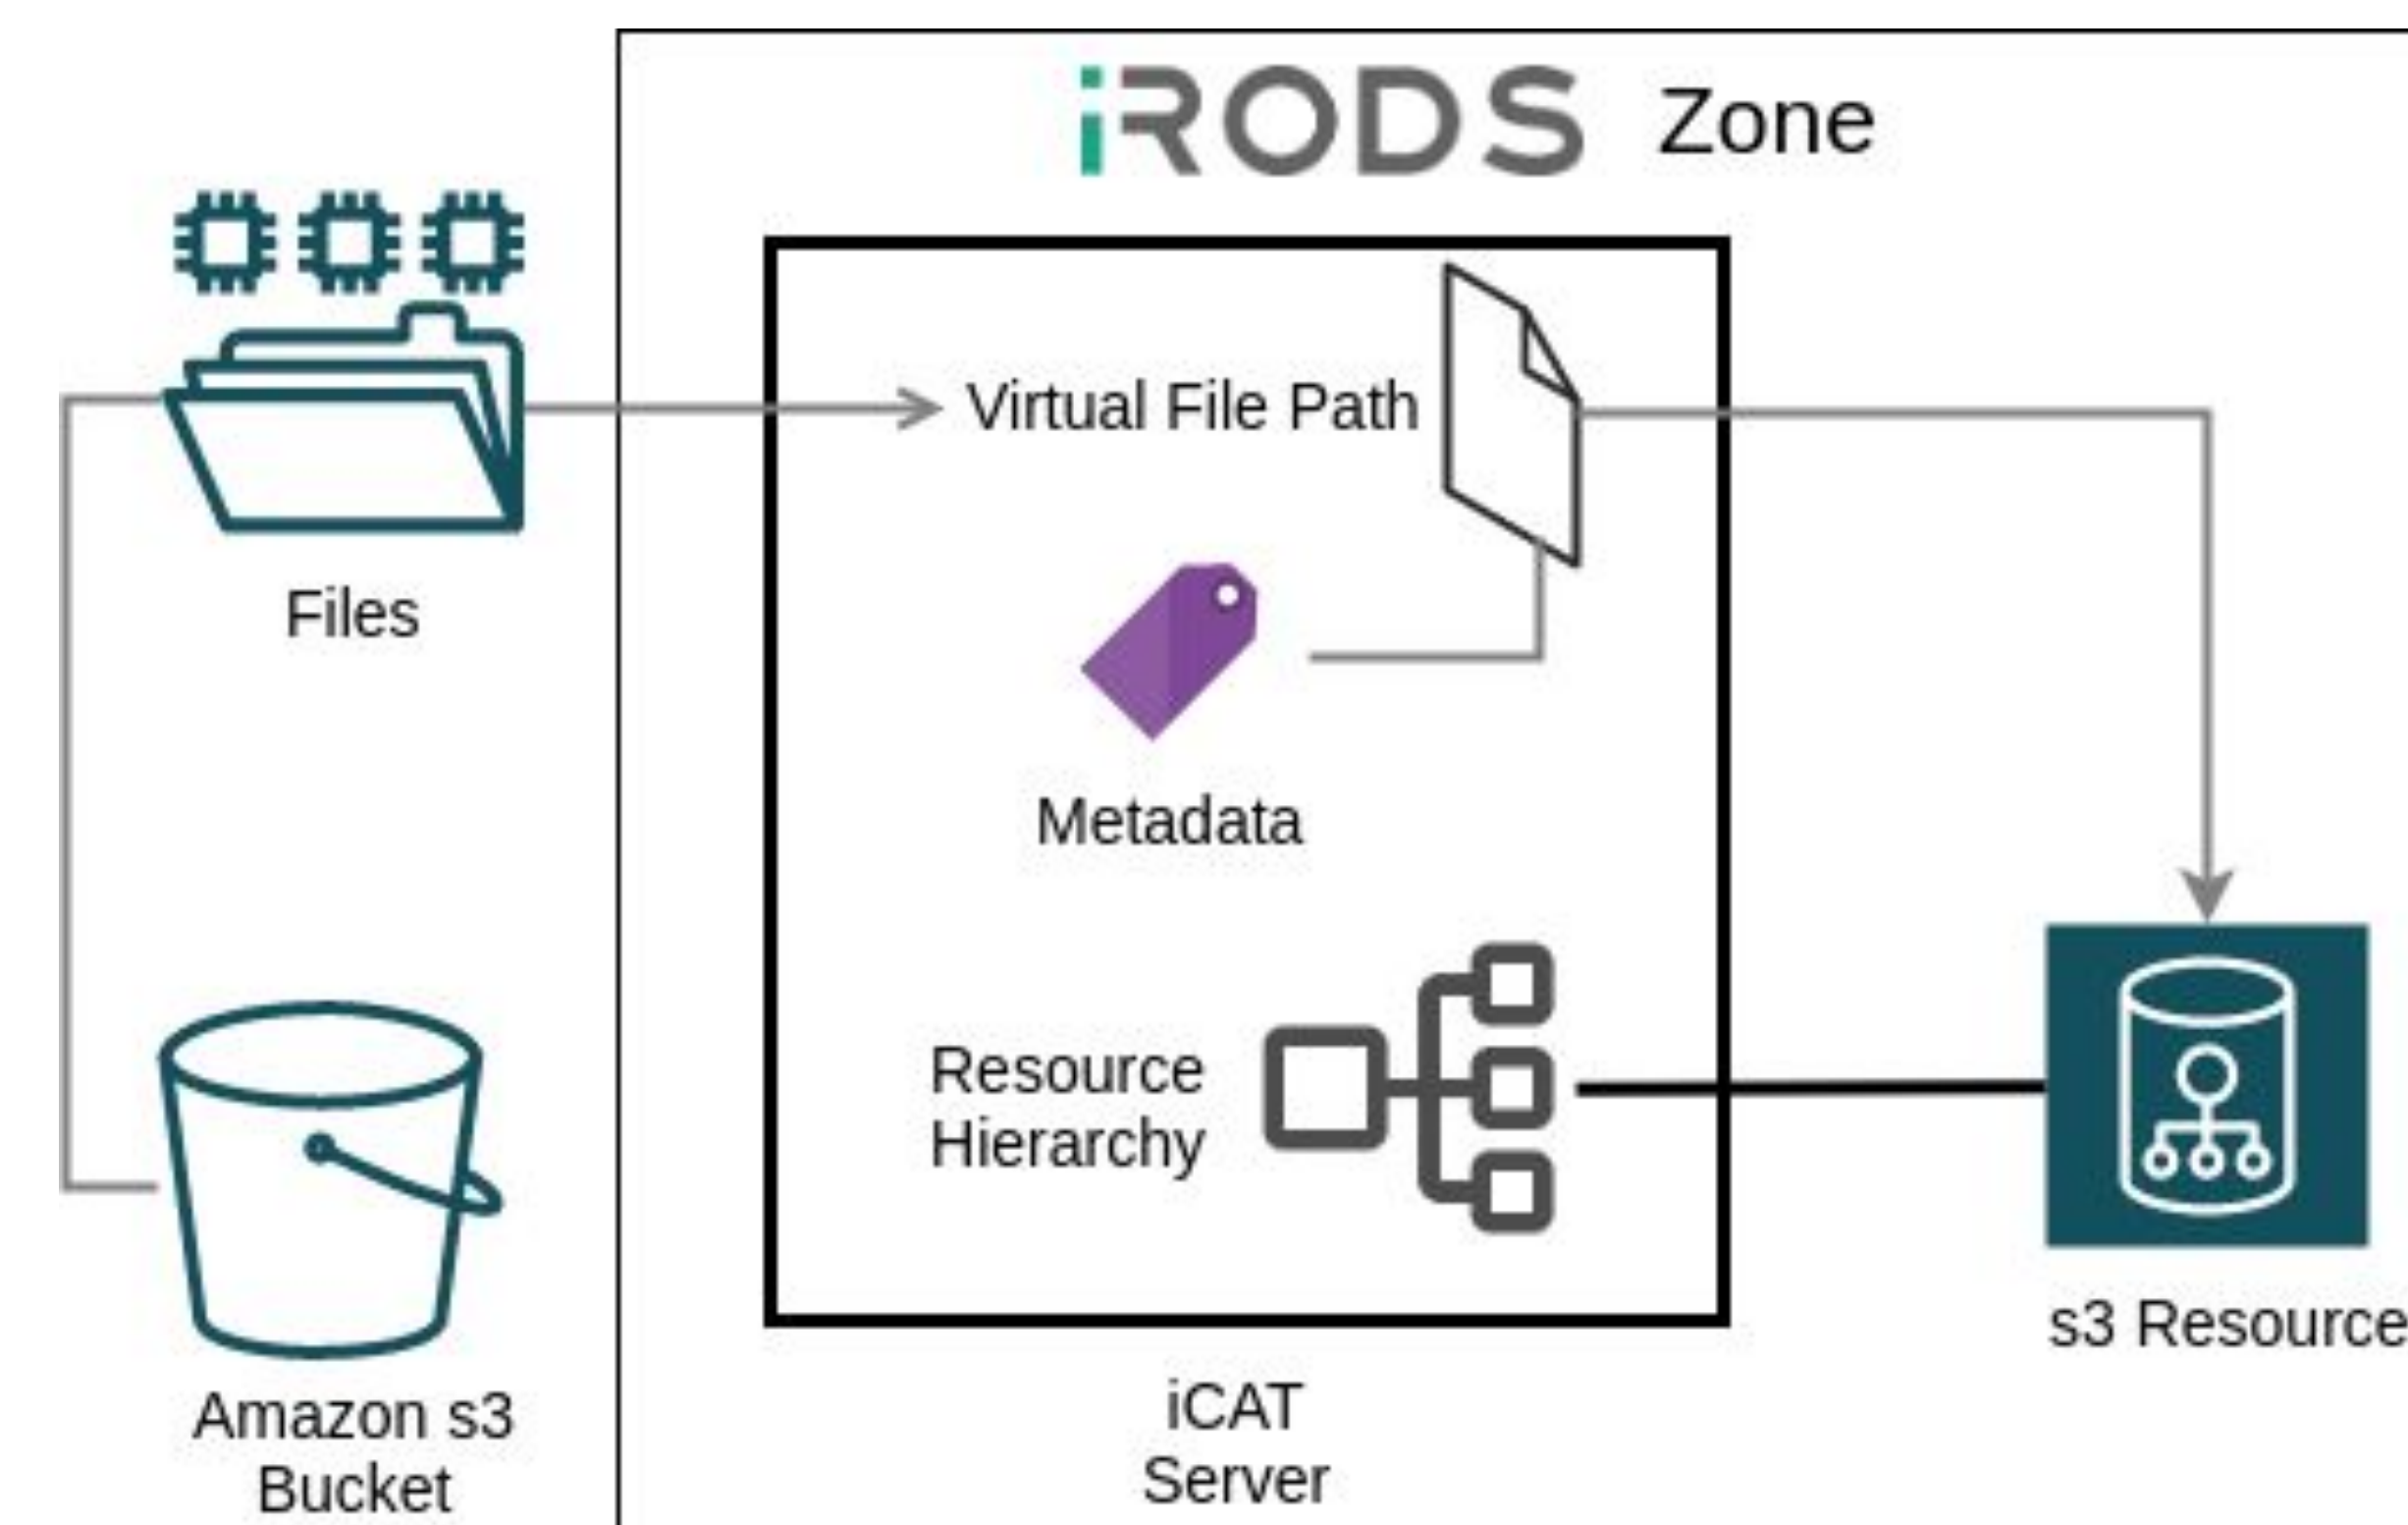 iRODS Zone
Files
Virtual File Path
Metadata
Resource
Hierarchy
Amazon s3
Bucket
iCAT
Server
s3 Resource